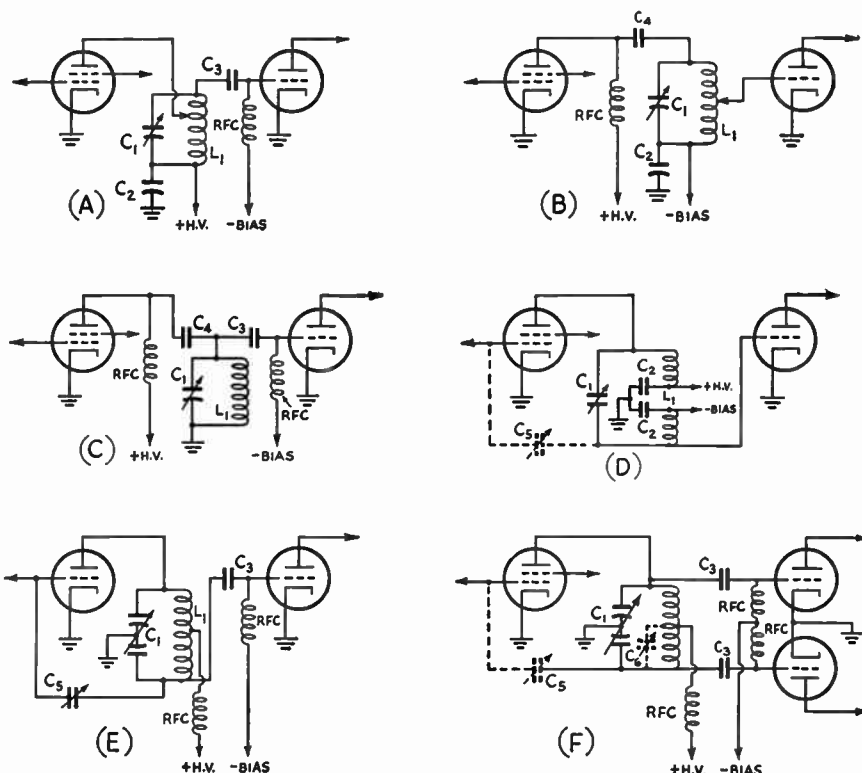 C3
RFC
C1
L1
C2
(A)
+H.V.
-BIAS
C4
RFC
C1
L1
C2
(B)
+H.V.
-BIAS
C4
C3
RFC
C1
L1
RFC
(C)
+H.V.
-BIAS
C1
C2
+H.V.
L1
-BIAS
C2
C5
(D)
C3
L1
C1
RFC
C5
RFC
(E)
+H.V.
-BIAS
C3
RFC
C1
RFC
C6
C3
C5
RFC
(F)
+H.V.
-BIAS